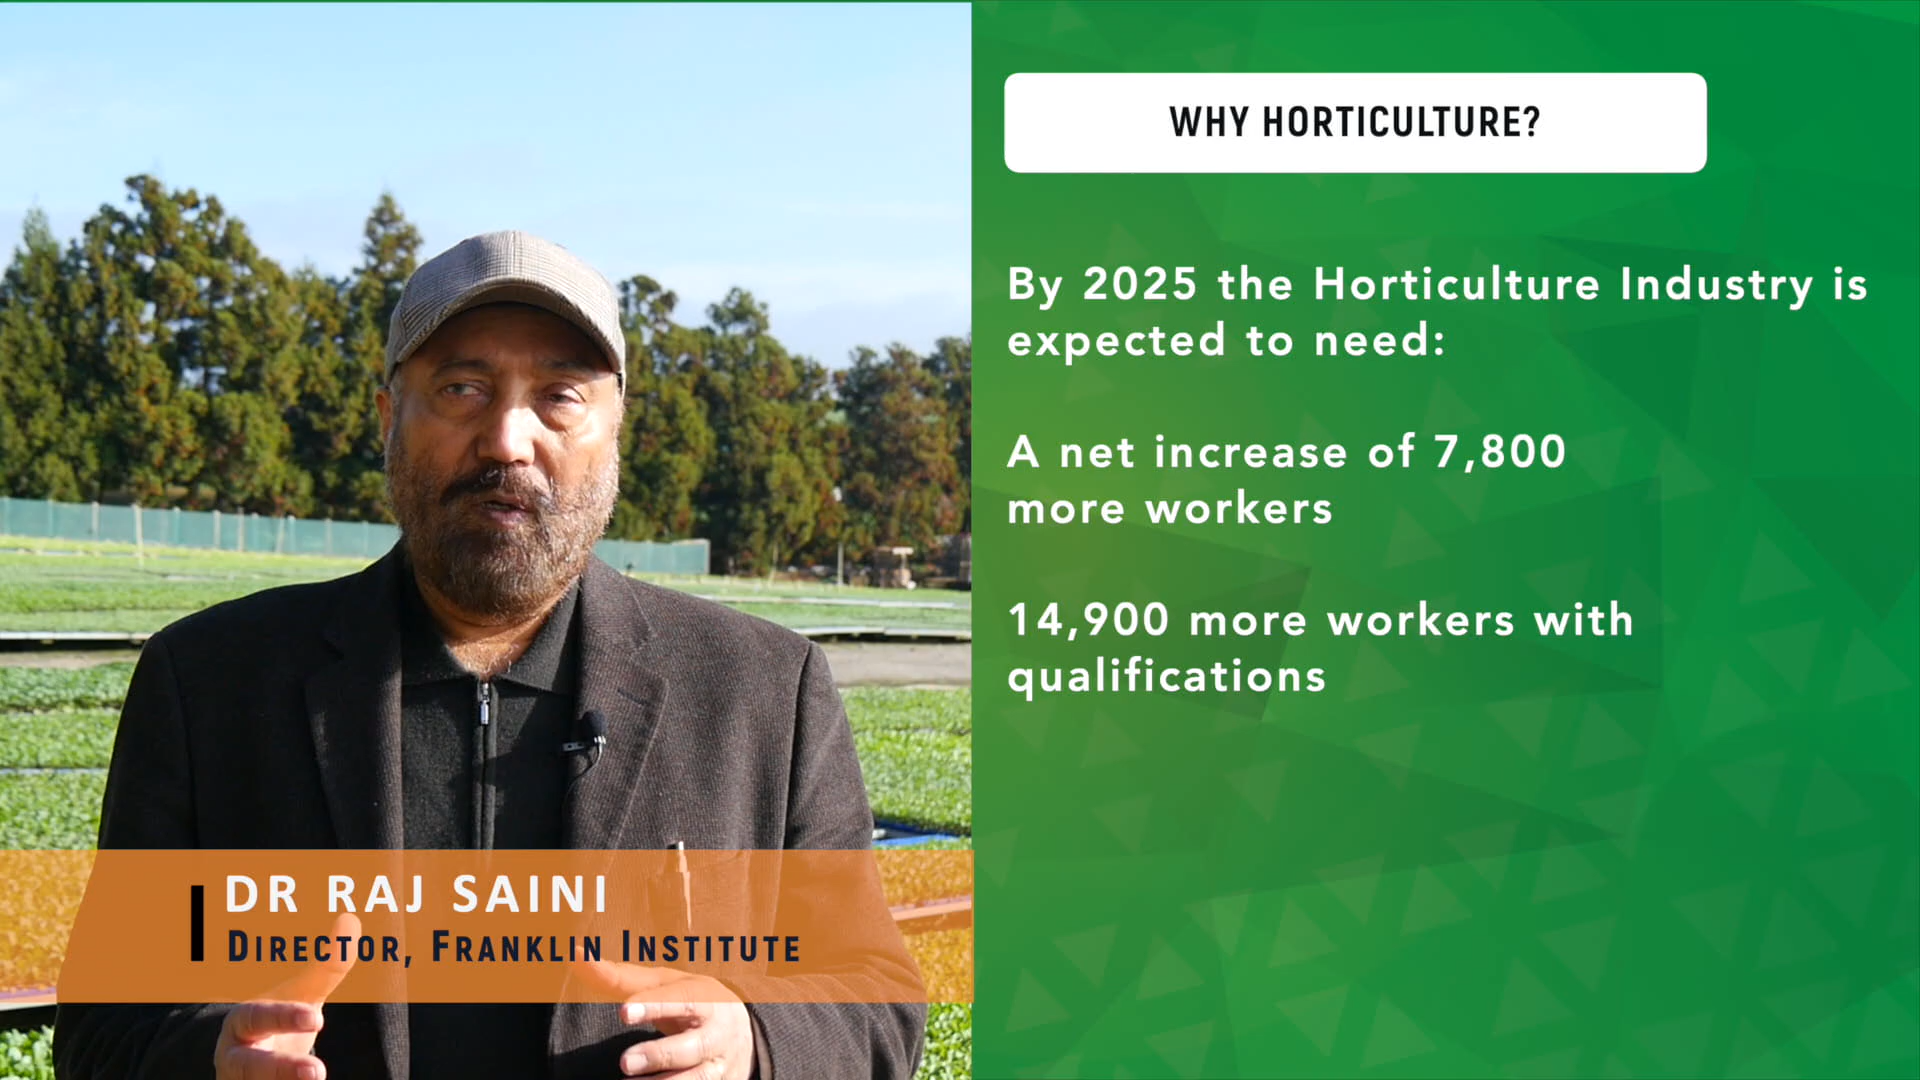 WHY HORTICULTURE?
By 2025 the Horticulture Industry is
expected to need:
A net increase of 7,800
more workers
14,900 more workers with
qualifications
DR RAJ SAINI
DIRECTOR, FRANKLIN INSTITUTE